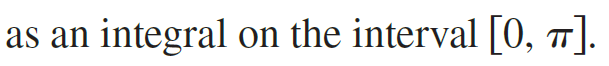 as an integral on the interval [0, π].